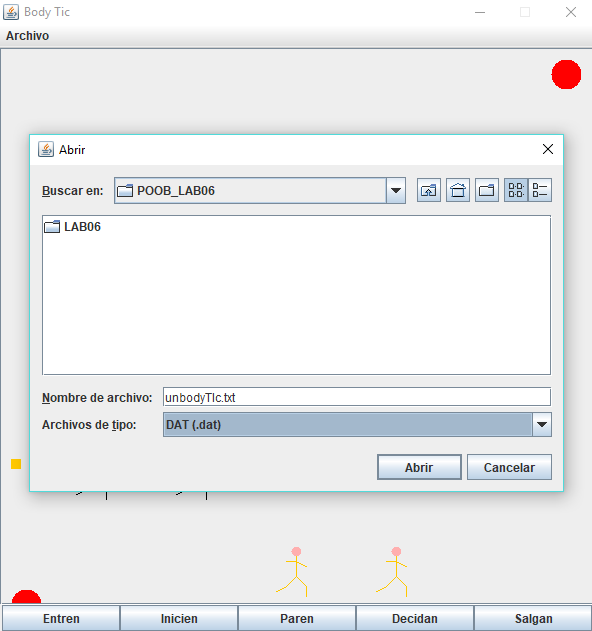 Body Tic
Archivo
Abrir
Buscar en: POOB_LAB06
LAB06
Nombre de archivo: unbodyTIc.txt
Archivos de tipo: DAT (.dat)
Abrir Cancelar
Entren Inicien Paren Decidan Salgan